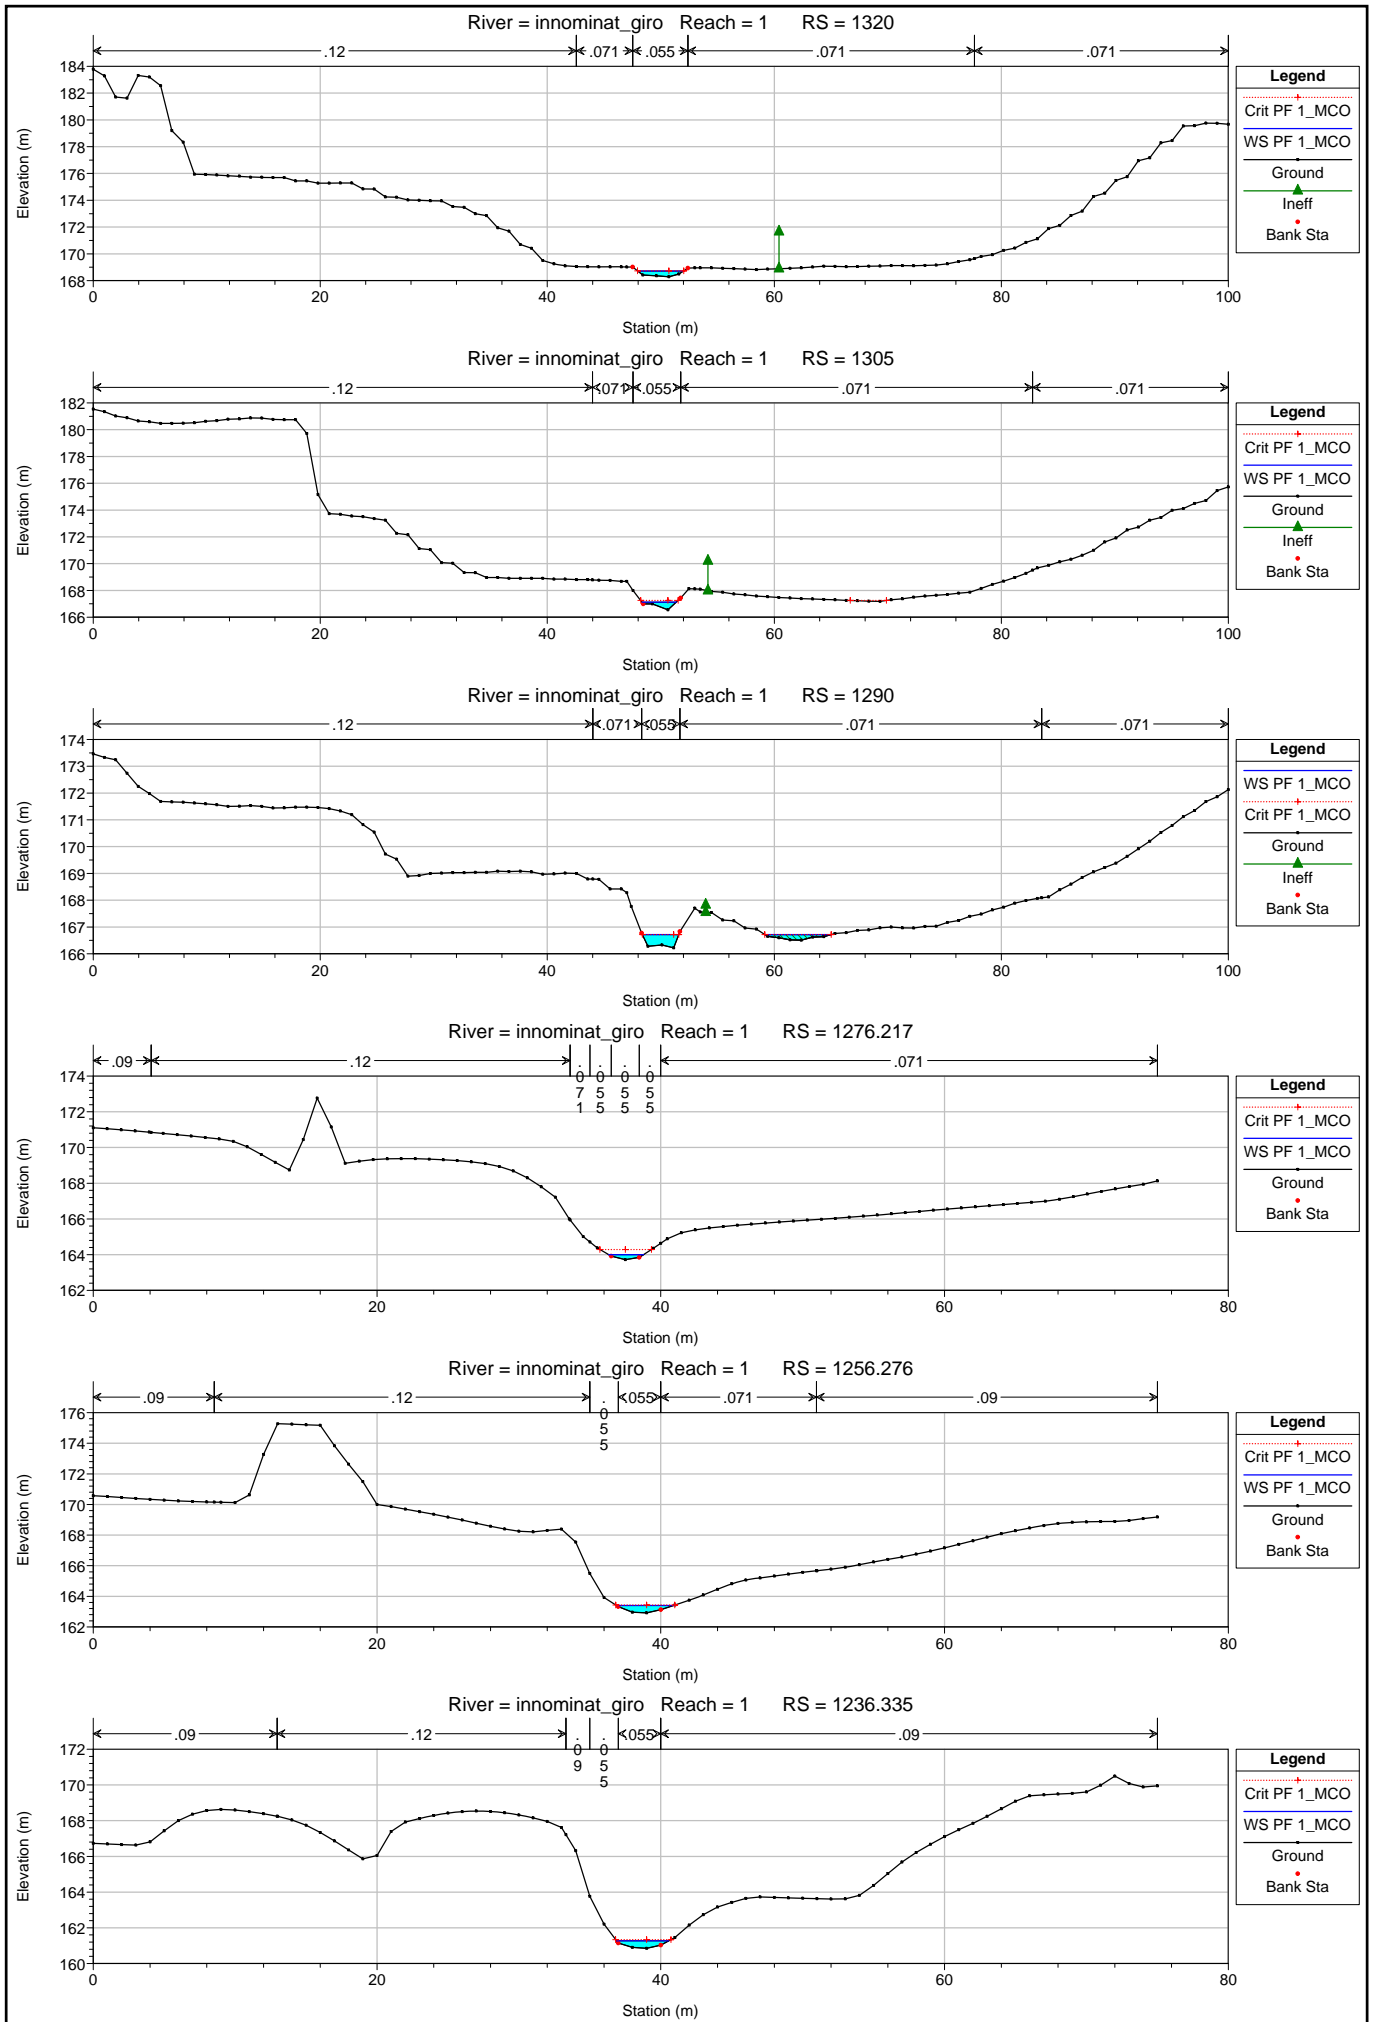 River = innominat_giro Reach = 1 RS = 1320
.12 .071 .055 .071 .071
184
182
180
178
176
174
172
170
168
Elevation (m)
0 20 40 60 80 100
Station (m)
Legend
Crit PF 1_MCO
WS PF 1_MCO
Ground
Ineff
Bank Sta
River = innominat_giro Reach = 1 RS = 1305
.12 .071 .055 .071 .071
182
180
178
176
174
172
170
168
166
Elevation (m)
0 20 40 60 80 100
Station (m)
Legend
Crit PF 1_MCO
WS PF 1_MCO
Ground
Ineff
Bank Sta
River = innominat_giro Reach = 1 RS = 1290
.12 .071 .055 .071 .071
174
173
172
171
170
169
168
167
166
Elevation (m)
0 20 40 60 80 100
Station (m)
Legend
WS PF 1_MCO
Crit PF 1_MCO
Ground
Ineff
Bank Sta
River = innominat_giro Reach = 1 RS = 1276.217
.09 .12 .071 .055 .055 .055 .071
174
172
170
168
166
164
162
Elevation (m)
0 20 40 60 80
Station (m)
Legend
Crit PF 1_MCO
WS PF 1_MCO
Ground
Bank Sta
River = innominat_giro Reach = 1 RS = 1256.276
.09 .12 .055 .055 .071 .09
176
174
172
170
168
166
164
162
Elevation (m)
0 20 40 60 80
Station (m)
Legend
Crit PF 1_MCO
WS PF 1_MCO
Ground
Bank Sta
River = innominat_giro Reach = 1 RS = 1236.335
.09 .12 .09 .055 .055 .09
172
170
168
166
164
162
160
Elevation (m)
0 20 40 60 80
Station (m)
Legend
Crit PF 1_MCO
WS PF 1_MCO
Ground
Bank Sta